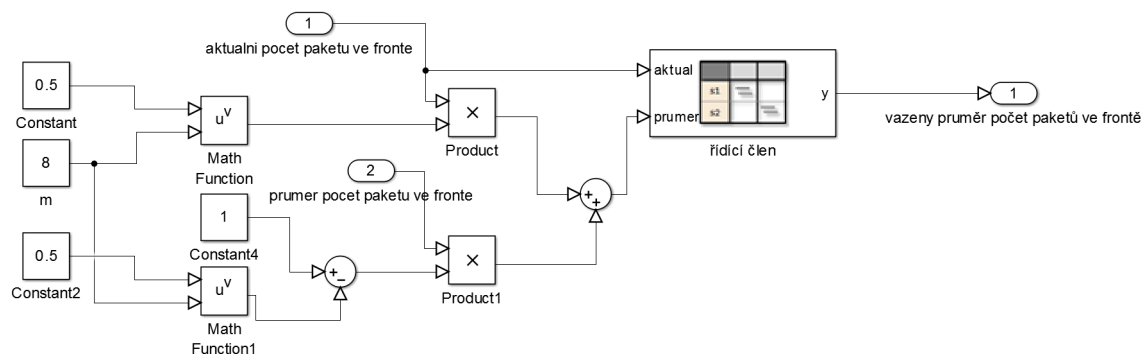 1
aktualni pocet paketu ve fronte
0.5
Constant
u^v
Math
Function
8
m
×
Product
aktual
prumer
s1
s2
y
řídící člen
1
vazeny pruměr počet paketů ve frontě
2
prumer pocet paketu ve fronte
1
Constant4
+
+
0.5
Constant2
u^v
Math
Function1
+
−
×
Product1